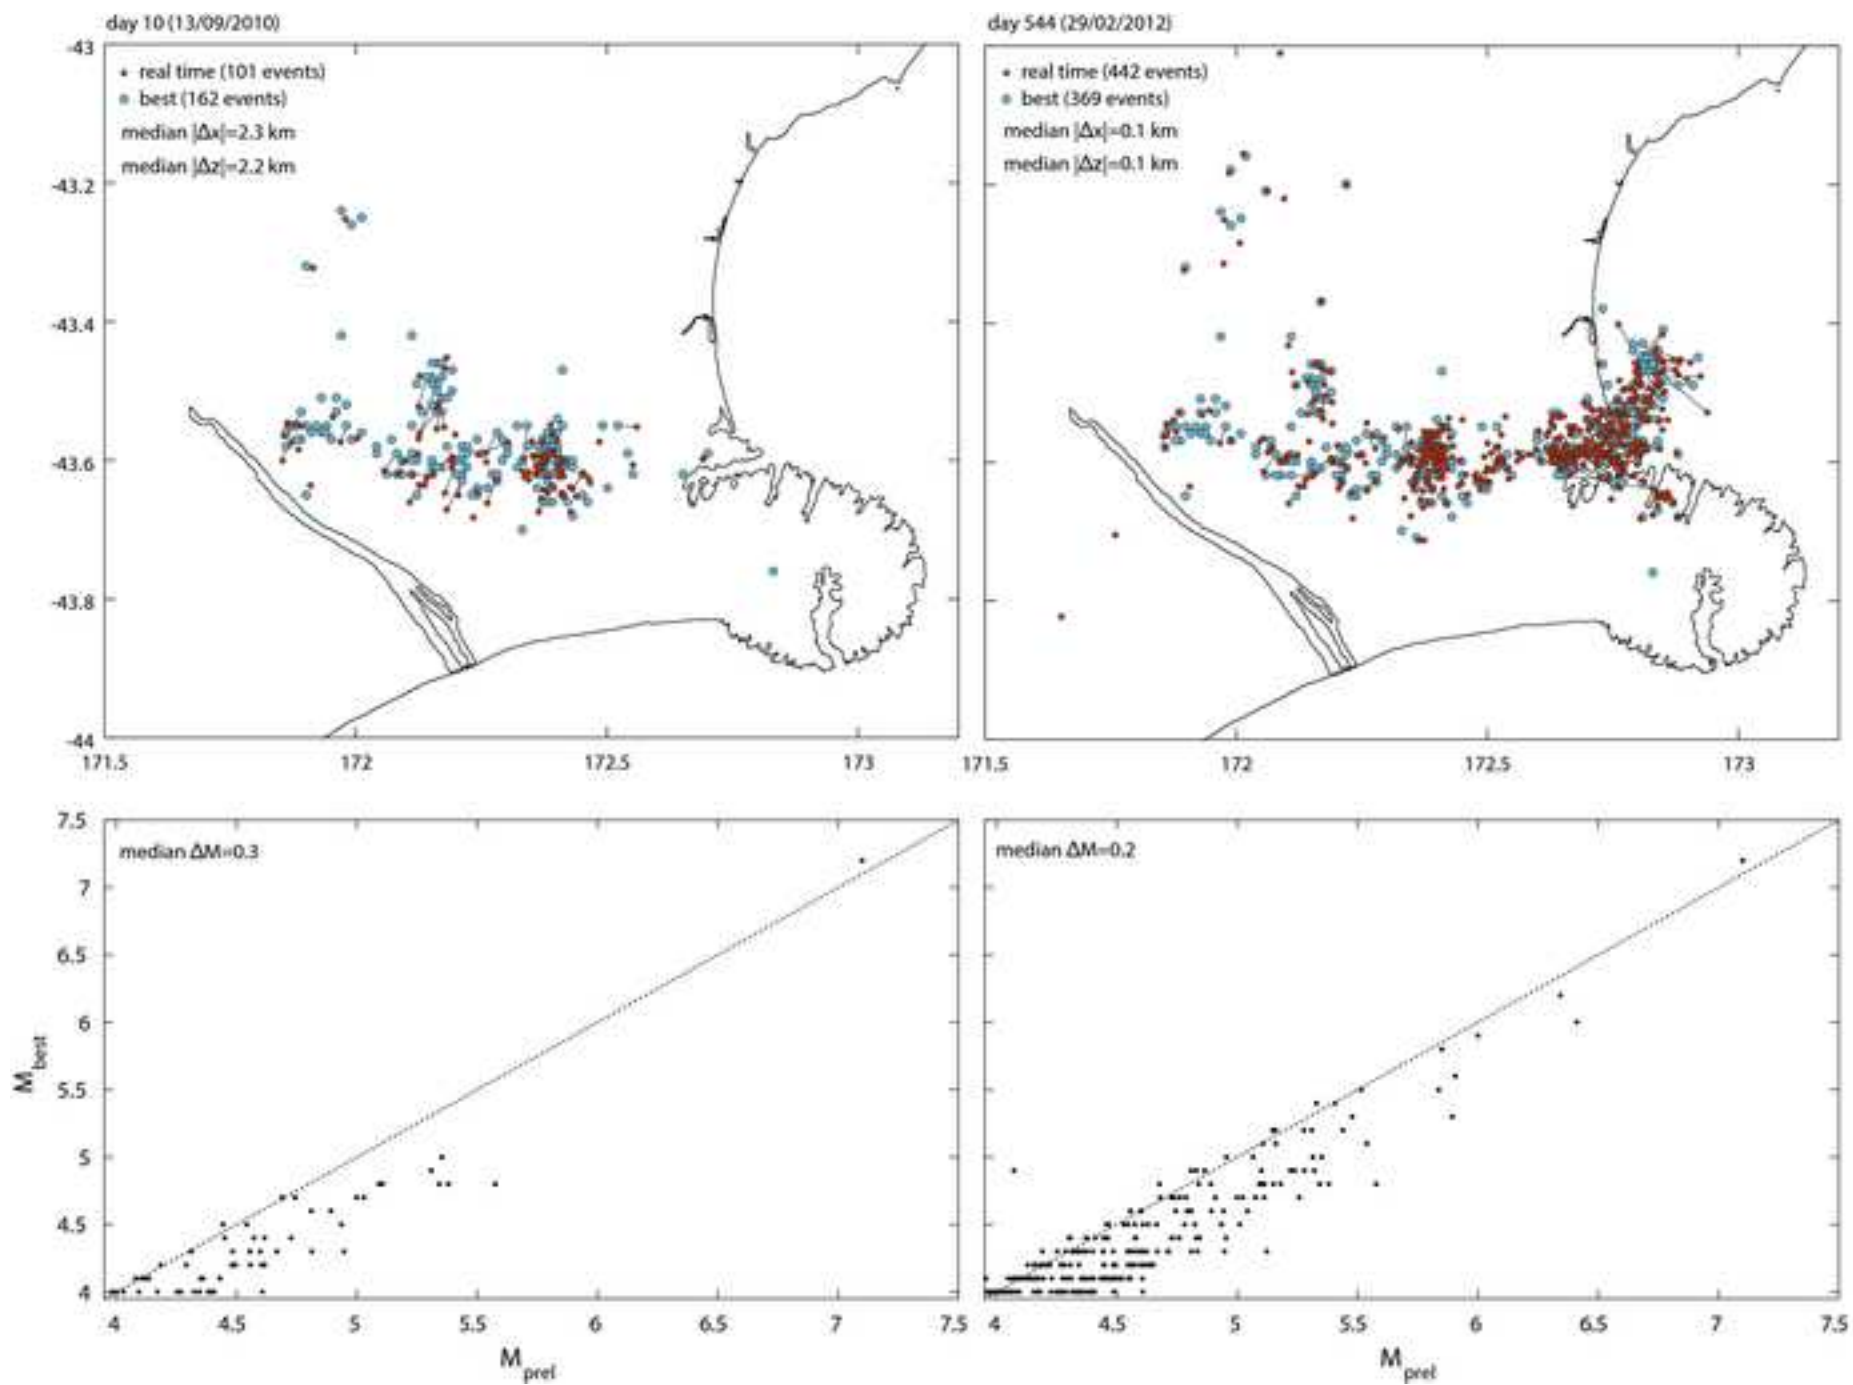 day 10 (13/09/2010)
real time (101 events)
best (162 events)
median |Δx|=2.3 km
median |Δz|=2.2 km
-43
-43.2
-43.4
-43.6
-43.8
-44
171.5 172 172.5 173
day 544 (29/02/2012)
real time (442 events)
best (369 events)
median |Δx|=0.1 km
median |Δz|=0.1 km
171.5 172 172.5 173
median ΔM=0.3
7.5
7
6.5
6
5.5
5
4.5
4
M_best
4 4.5 5 5.5 6 6.5 7 7.5
M_prel
median ΔM=0.2
4 4.5 5 5.5 6 6.5 7 7.5
M_prel